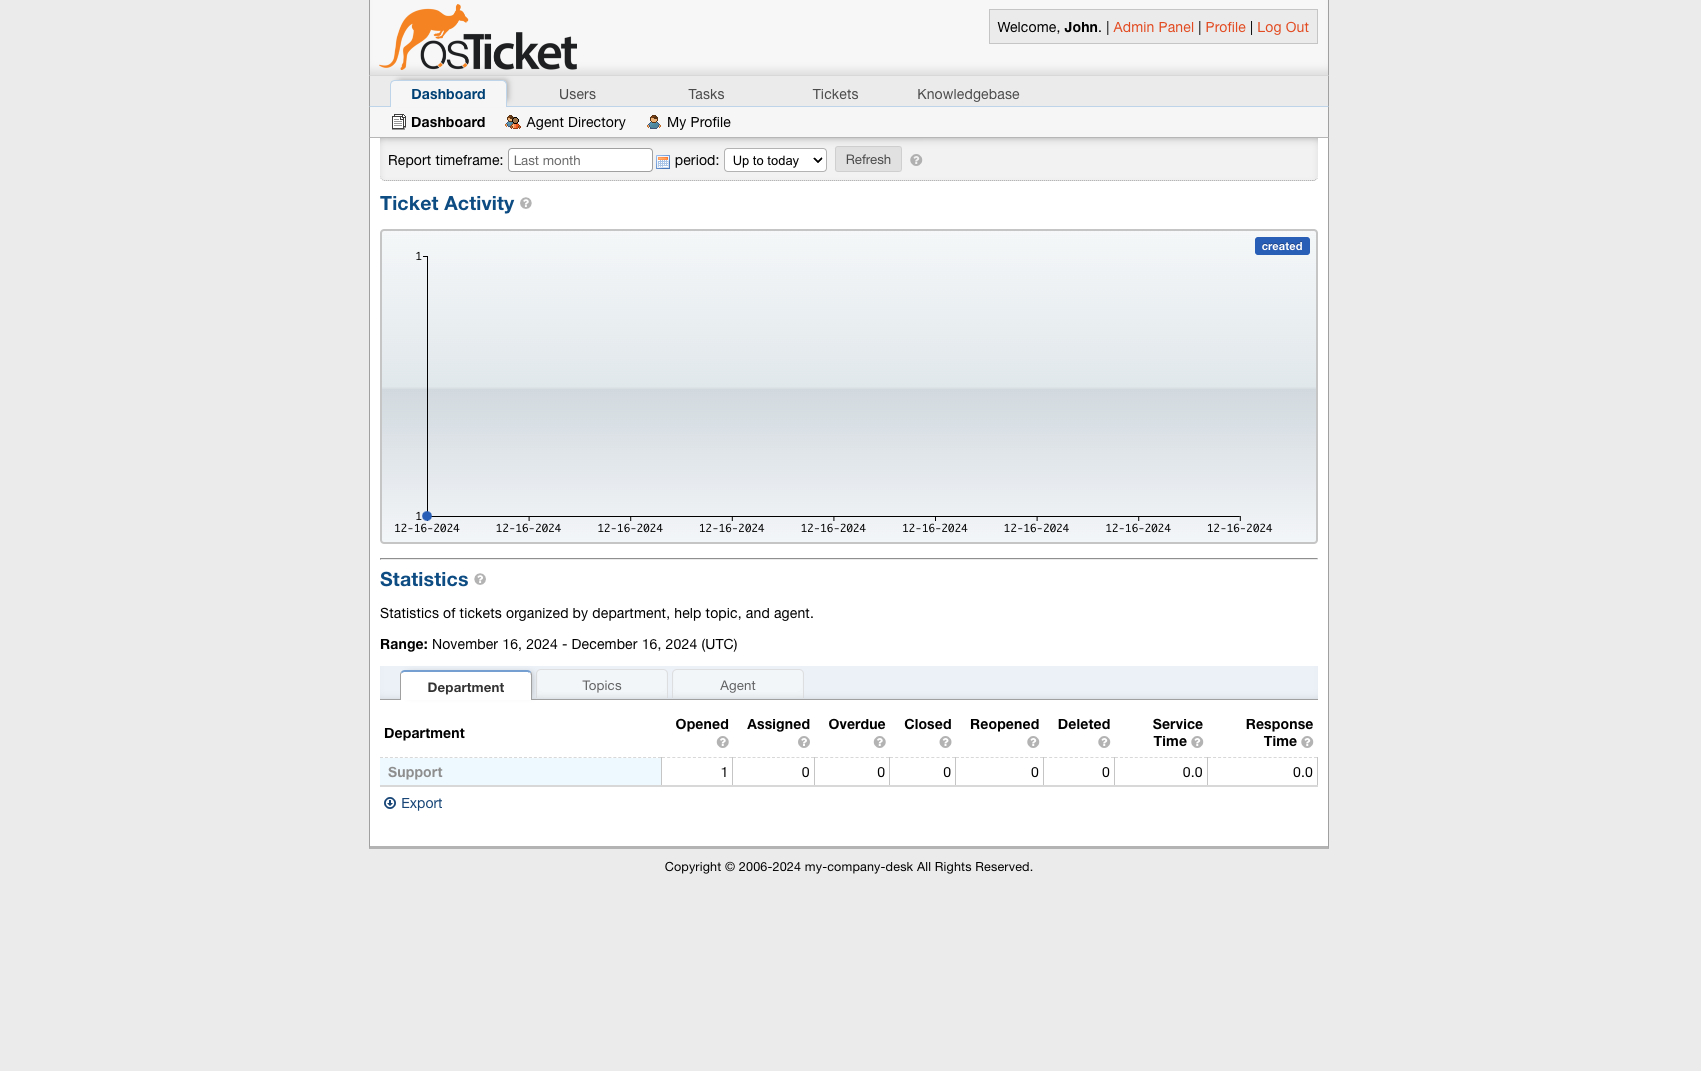 osTicket
Welcome, John. | Admin Panel | Profile | Log Out
Dashboard Users Tasks Tickets Knowledgebase
Dashboard Agent Directory My Profile
Report timeframe: Last month period: Up to today Refresh ?
Ticket Activity ?
created
1
1
12-16-2024 12-16-2024 12-16-2024 12-16-2024 12-16-2024 12-16-2024 12-16-2024 12-16-2024 12-16-2024
Statistics ?
Statistics of tickets organized by department, help topic, and agent.
Range: November 16, 2024 - December 16, 2024 (UTC)
Department Topics Agent
Department Opened ? Assigned ? Overdue ? Closed ? Reopened ? Deleted ? Service Time ? Response Time ?
Support 1 0 0 0 0 0 0.0 0.0
Export
Copyright © 2006-2024 my-company-desk All Rights Reserved.